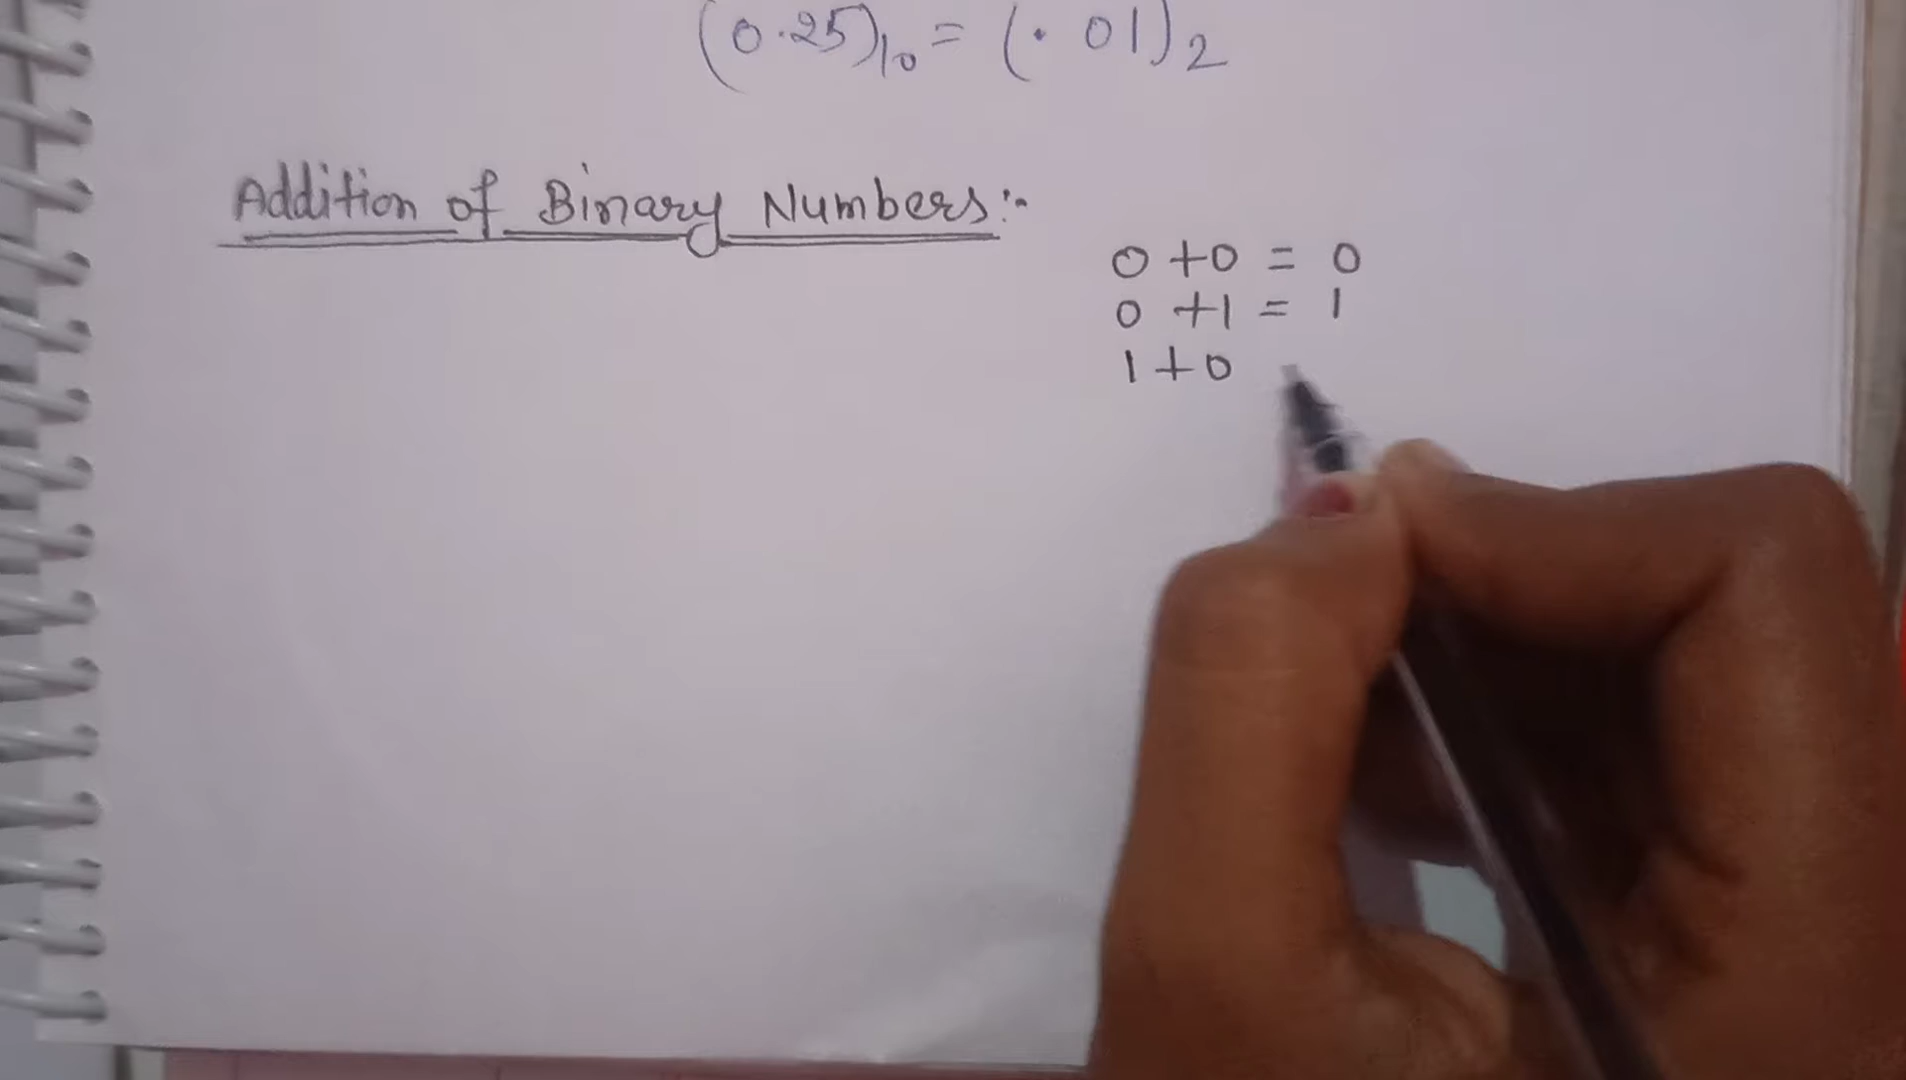 (0.25)10 = (. 01)2
Addition of Binary Numbers:-
0 +0 = 0
0 +1 = 1
1+0